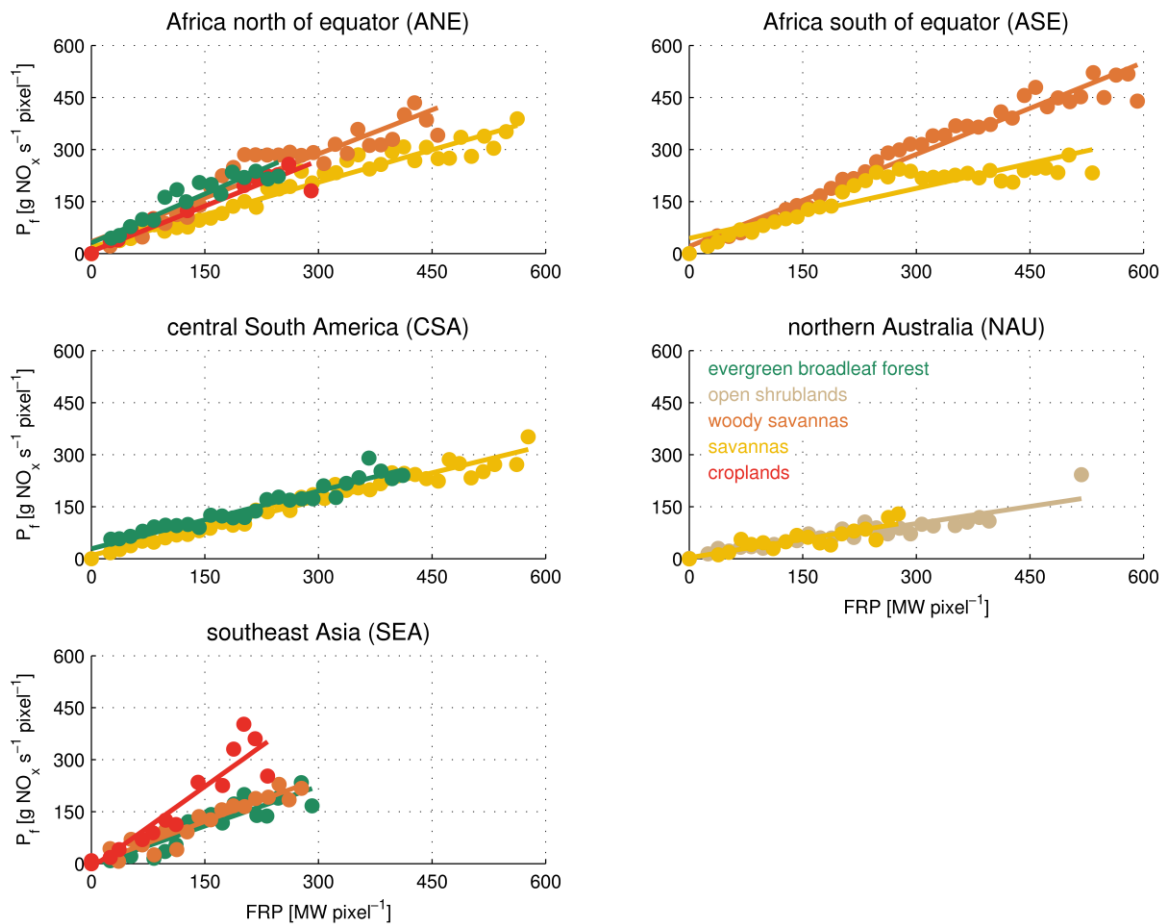 Africa north of equator (ANE)
P_f [g NO_x s⁻¹ pixel⁻¹]
600
450
300
150
0
0 150 300 450 600
Africa south of equator (ASE)
600
450
300
150
0
0 150 300 450 600
central South America (CSA)
P_f [g NO_x s⁻¹ pixel⁻¹]
600
450
300
150
0
0 150 300 450 600
northern Australia (NAU)
600
450
300
150
0
evergreen broadleaf forest
open shrublands
woody savannas
savannas
croplands
0 150 300 450 600
FRP [MW pixel⁻¹]
southeast Asia (SEA)
P_f [g NO_x s⁻¹ pixel⁻¹]
600
450
300
150
0
0 150 300 450 600
FRP [MW pixel⁻¹]